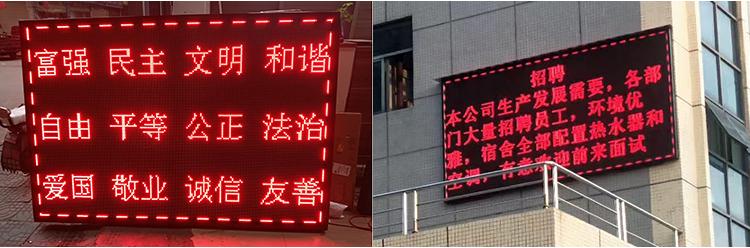 富强 民主 文明 和谐
自由 平等 公正 法治
爱国 敬业 诚信 友善
招聘
本公司生产发展需要，各部
门大量招聘员工，环境优
雅，宿舍全部配置热水器和
空调，有意欢迎前来面试